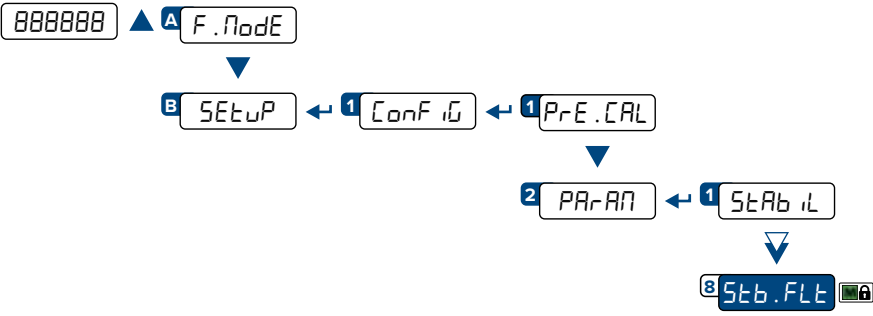 888888 A F.ModE
B SEtuP 1 ConFiG 1 PrE.CAL
2 PArAM 1 StAbiL
8 Stb.FLt M